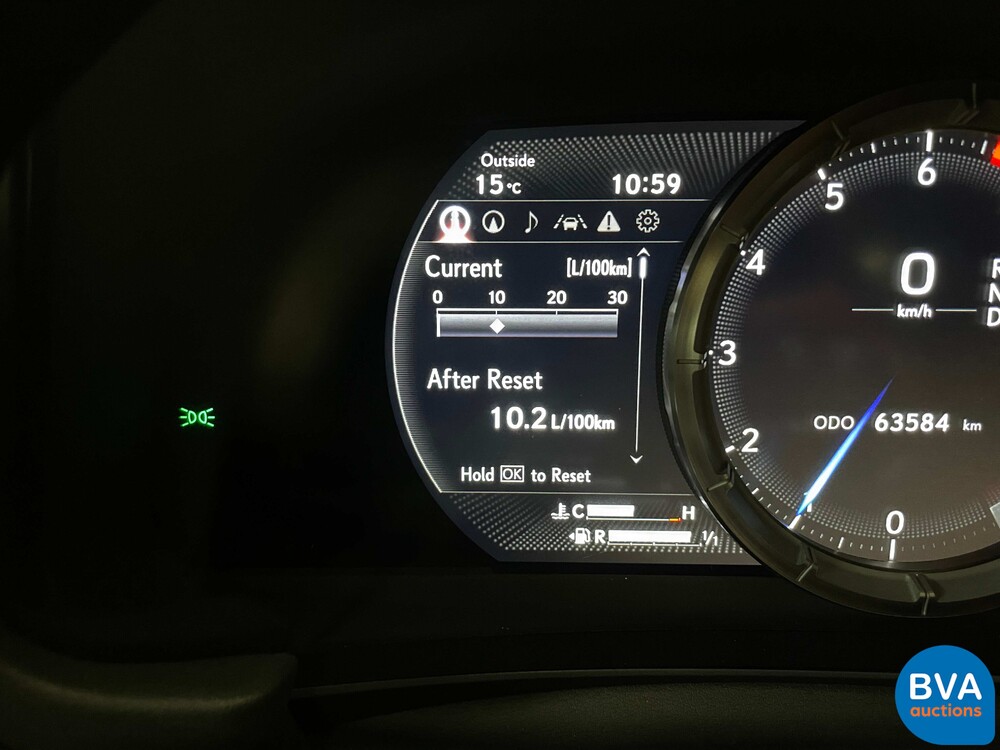 Outside
15°C 10:59
Current [L/100km]
0 10 20 30
After Reset
10.2 L/100km
Hold OK to Reset
C H
R 1/1
0
2
3
4
5
6
0
km/h
ODO 63584 km
R
N
D
BVA
auctions